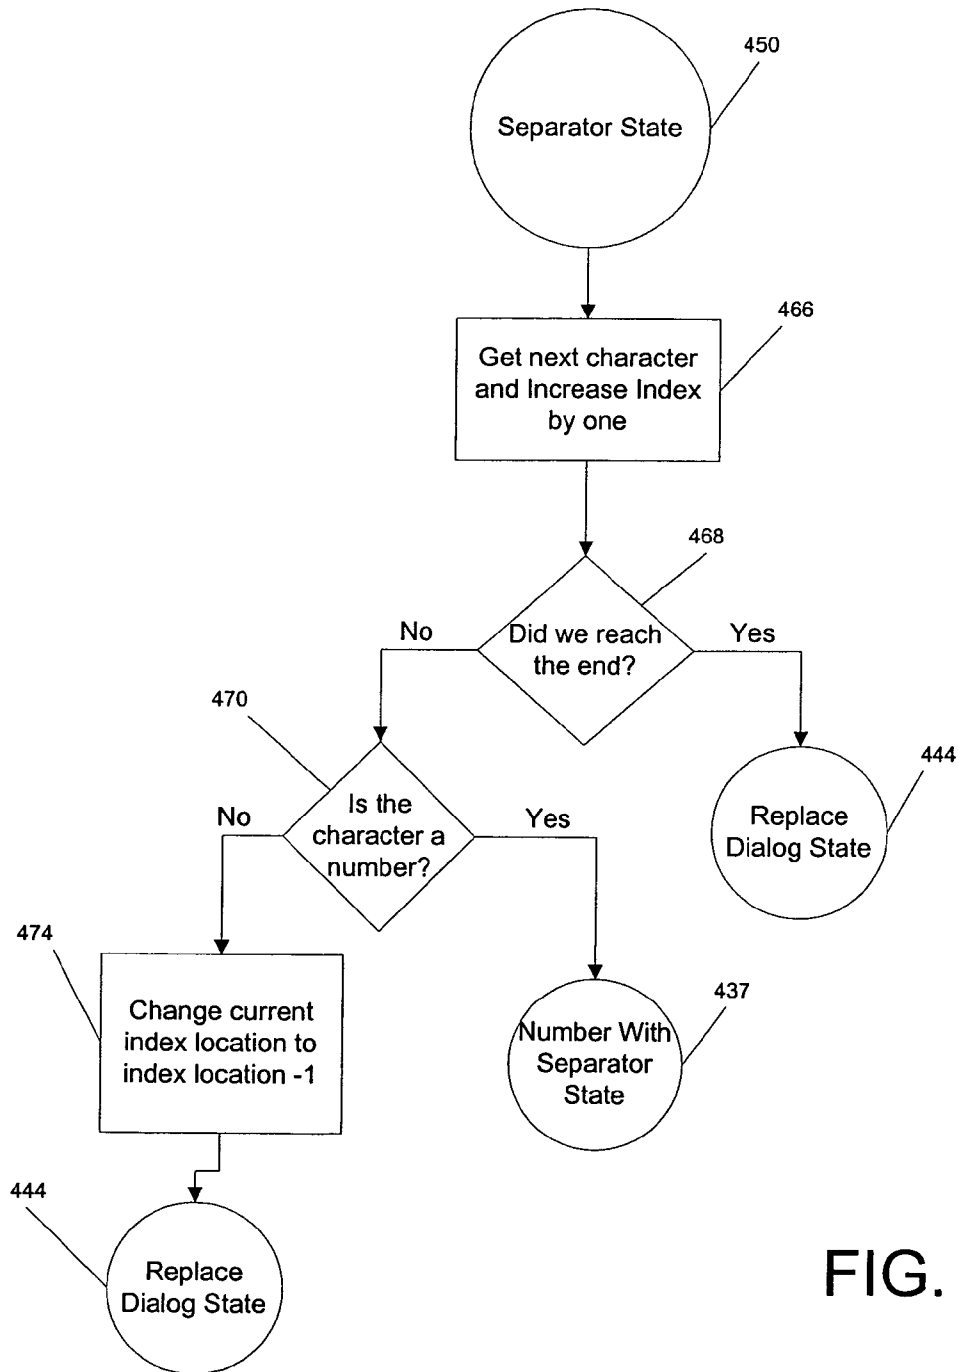 450
Separator State
466
Get next character
and Increase Index
by one
468
Did we reach
the end?
No
Yes
470
Is the
character a
number?
No
Yes
444
Replace
Dialog State
474
Change current
index location to
index location -1
437
Number With
Separator
State
444
Replace
Dialog State
FIG.